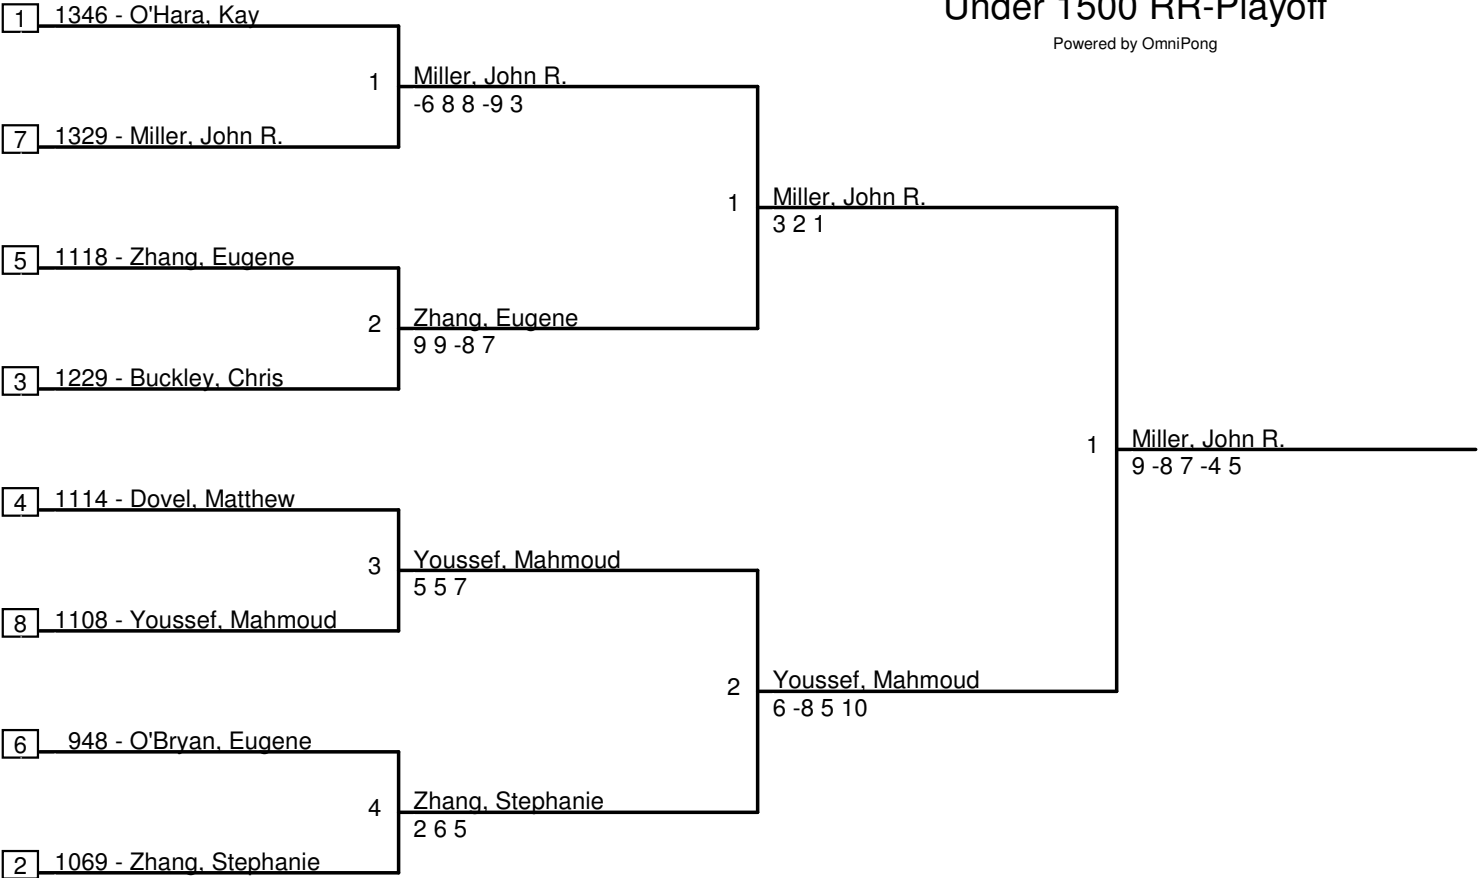 Under 1500 RR-Playoff
Powered by OmniPong
1 1346 - O'Hara, Kay
1 Miller, John R.
-6 8 8 -9 3
7 1329 - Miller, John R.
1 Miller, John R.
3 2 1
5 1118 - Zhang, Eugene
2 Zhang, Eugene
9 9 -8 7
3 1229 - Buckley, Chris
1 Miller, John R.
9 -8 7 -4 5
4 1114 - Dovel, Matthew
3 Youssef, Mahmoud
5 5 7
8 1108 - Youssef, Mahmoud
2 Youssef, Mahmoud
6 -8 5 10
6 948 - O'Bryan, Eugene
4 Zhang, Stephanie
2 6 5
2 1069 - Zhang, Stephanie